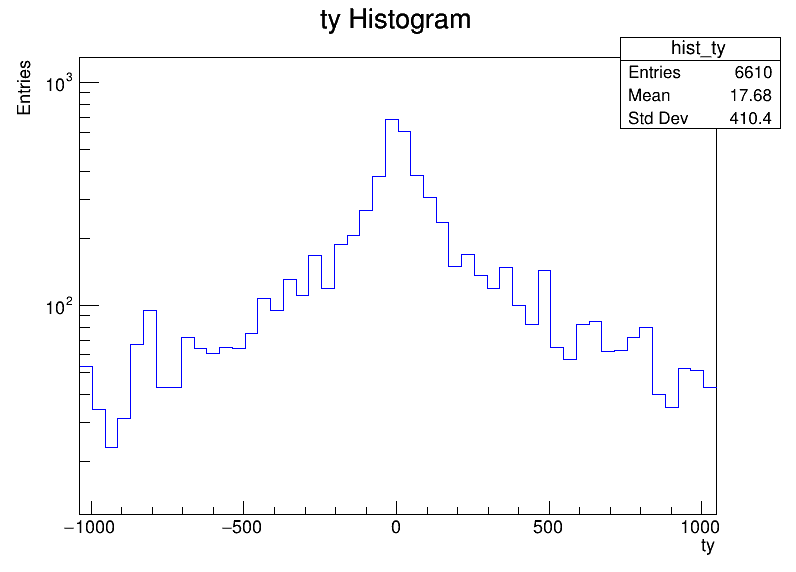 ty Histogram
hist_ty
Entries 6610
Mean 17.68
Std Dev 410.4
Entries
10³
10²
−1000 −500 0 500 1000
ty